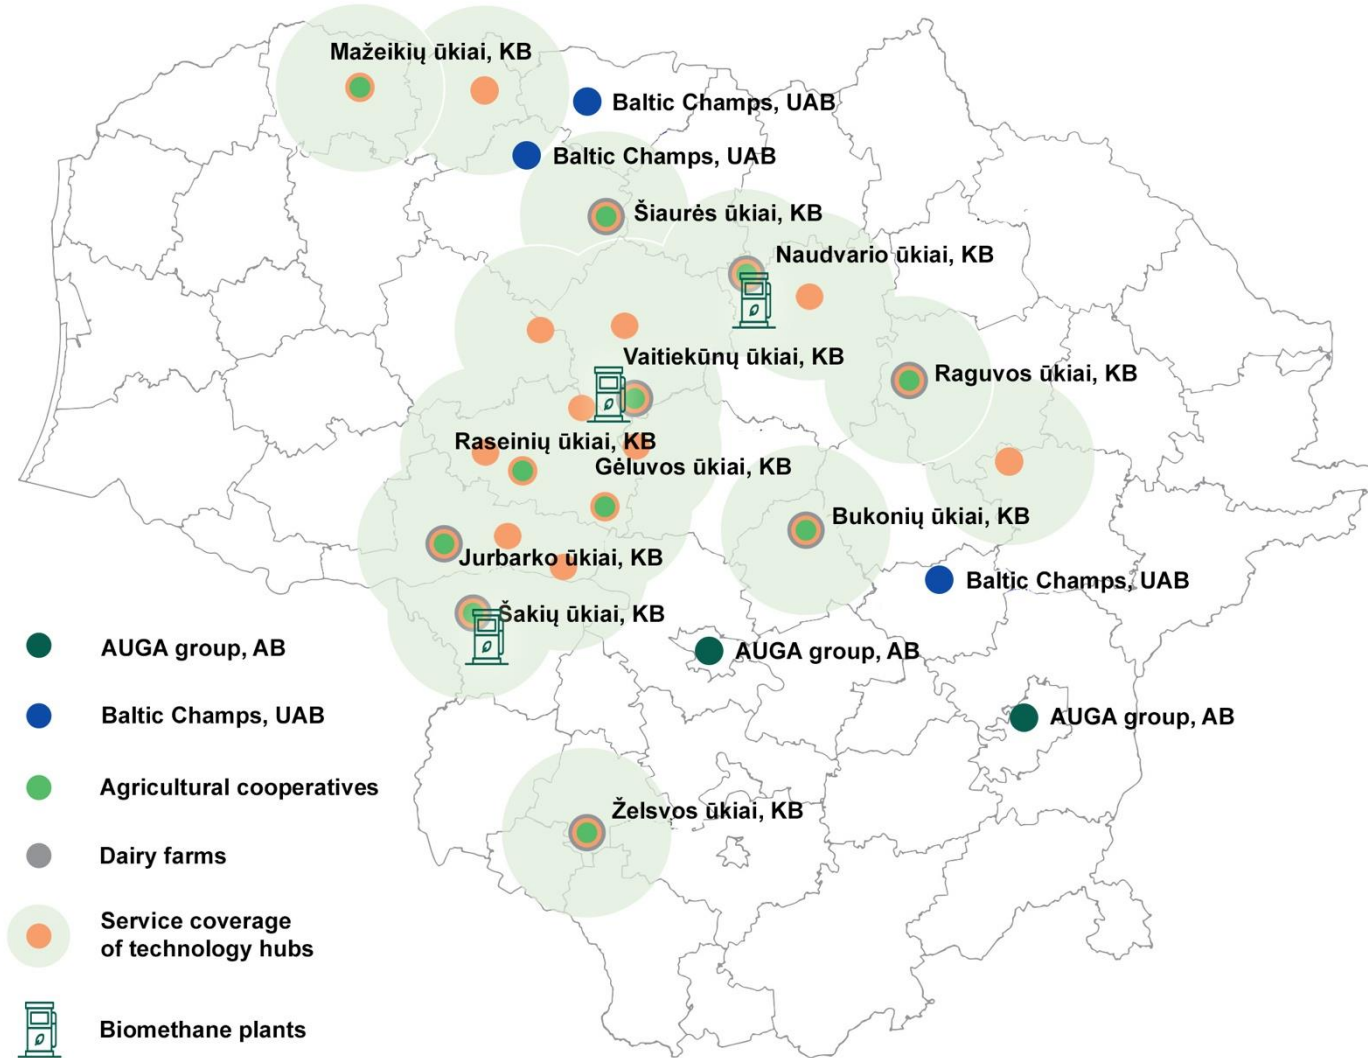 Mažeikių ūkiai, KB
Baltic Champs, UAB
Baltic Champs, UAB
Šiaurės ūkiai, KB
Naudvario ūkiai, KB
Vaitiekūnų ūkiai, KB
Raguvos ūkiai, KB
Raseinių ūkiai, KB
Gėluvos ūkiai, KB
Bukonių ūkiai, KB
Jurbarko ūkiai, KB
Baltic Champs, UAB
Šakių ūkiai, KB
AUGA group, AB
AUGA group, AB
Želsvos ūkiai, KB
AUGA group, AB
Baltic Champs, UAB
Agricultural cooperatives
Dairy farms
Service coverage
of technology hubs
Biomethane plants